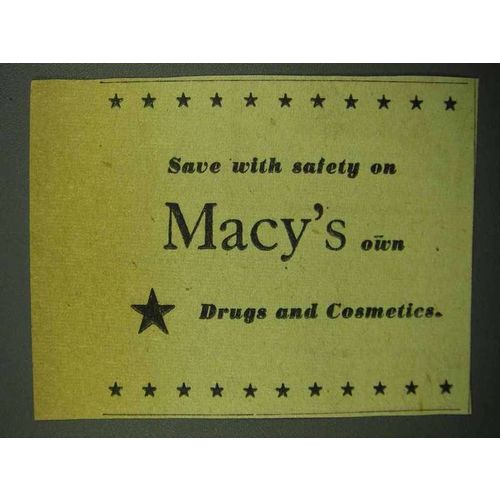 Save with safety on
Macy's own
Drugs and Cosmetics.